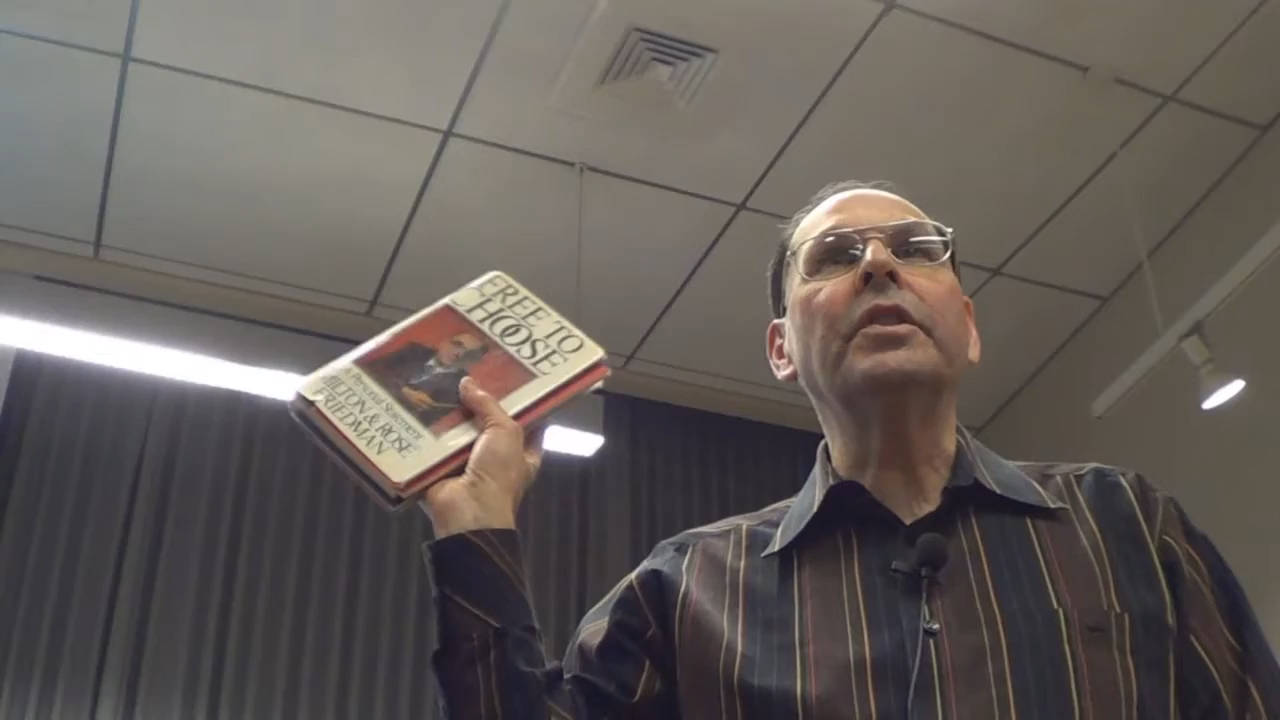 FREE TO
CHOOSE
A Personal Statement
MILTON & ROSE
FRIEDMAN